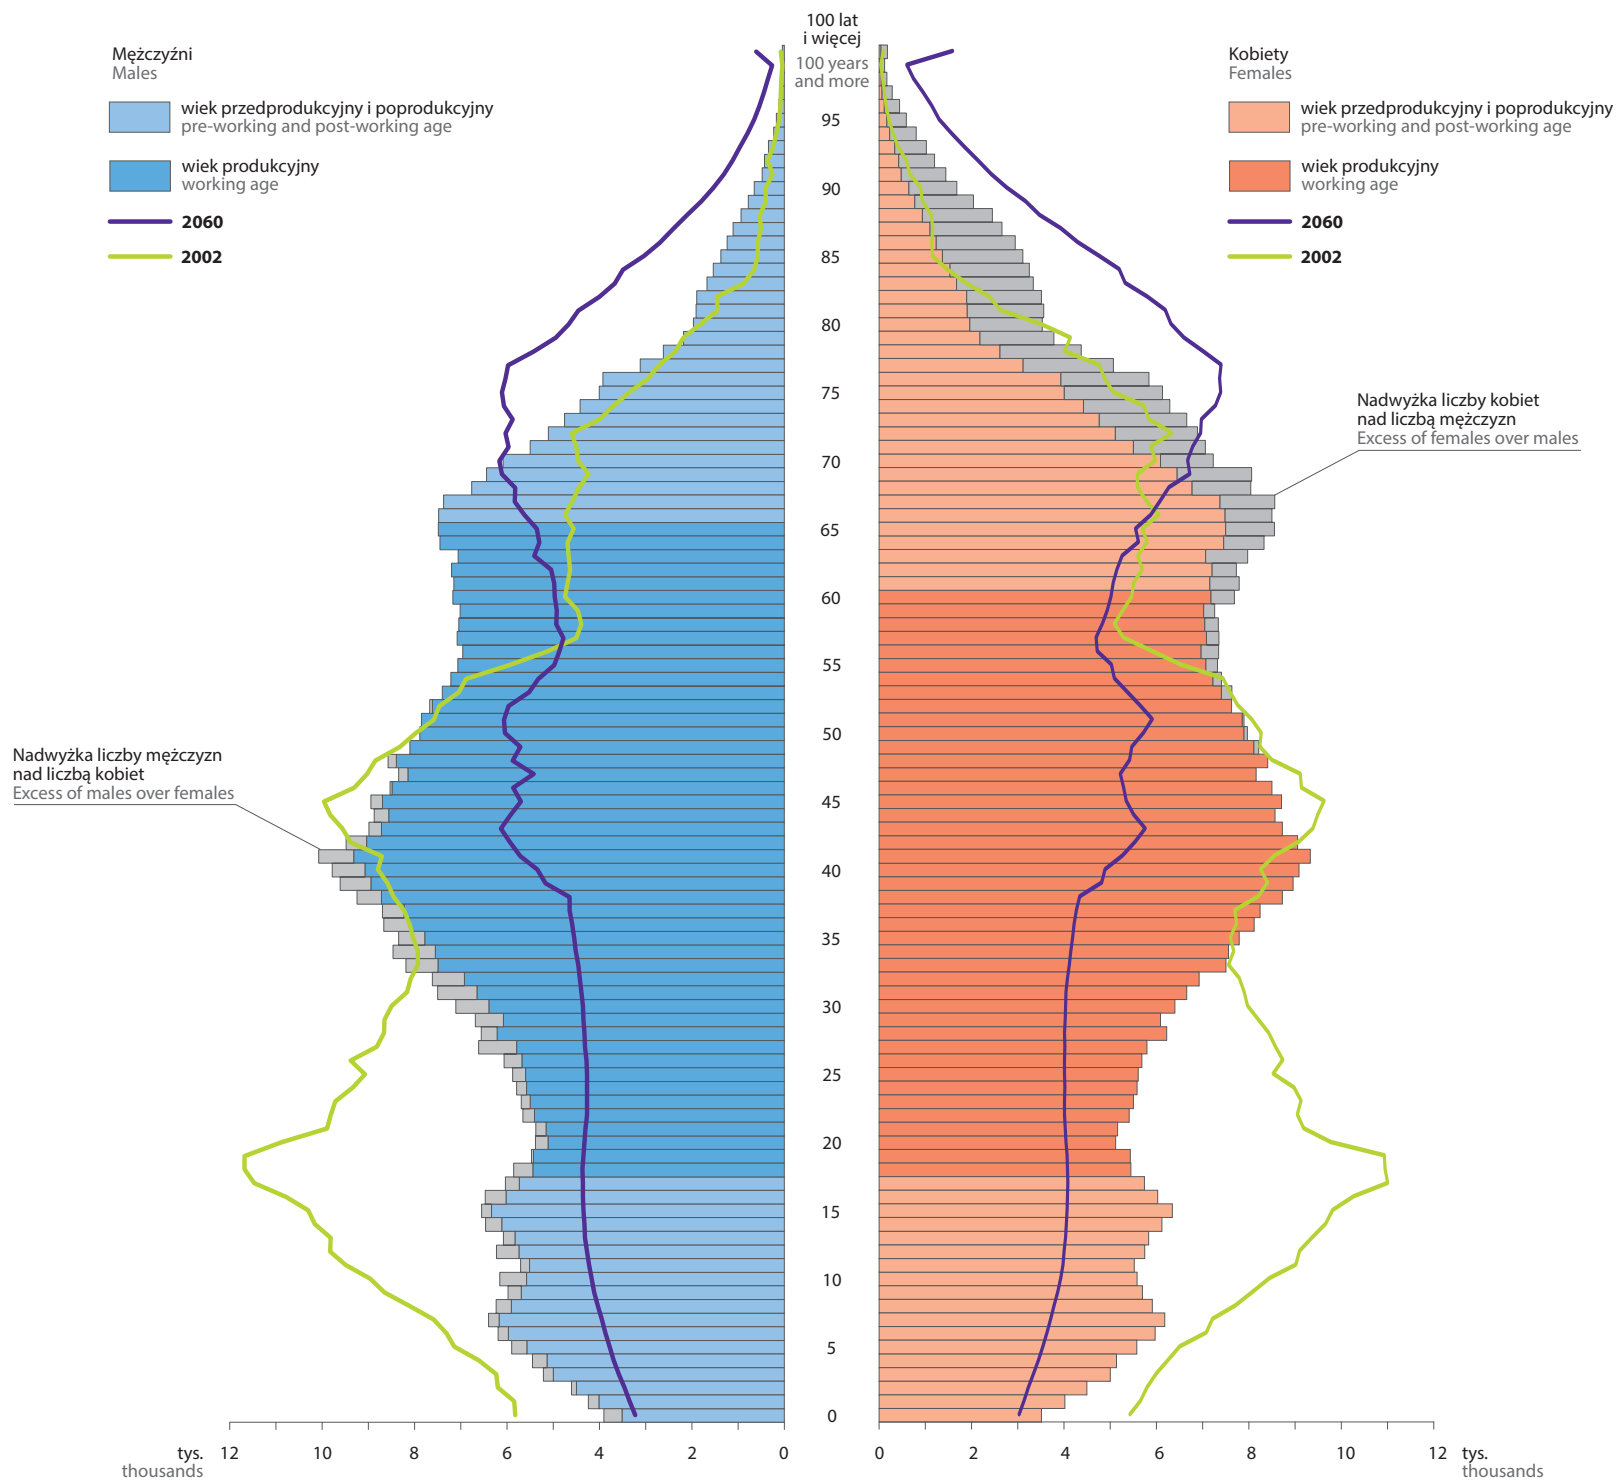 Mężczyźni
Males
wiek przedprodukcyjny i poprodukcyjny
pre-working and post-working age
wiek produkcyjny
working age
2060
2002
100 lat
i więcej
100 years
and more
95
90
85
80
75
70
65
60
55
50
45
40
35
30
25
20
15
10
5
0
Kobiety
Females
wiek przedprodukcyjny i poprodukcyjny
pre-working and post-working age
wiek produkcyjny
working age
2060
2002
Nadwyżka liczby kobiet
nad liczbą mężczyzn
Excess of females over males
Nadwyżka liczby mężczyzn
nad liczbą kobiet
Excess of males over females
tys.
thousands
12 10 8 6 4 2 0
0 2 4 6 8 10 12
tys.
thousands